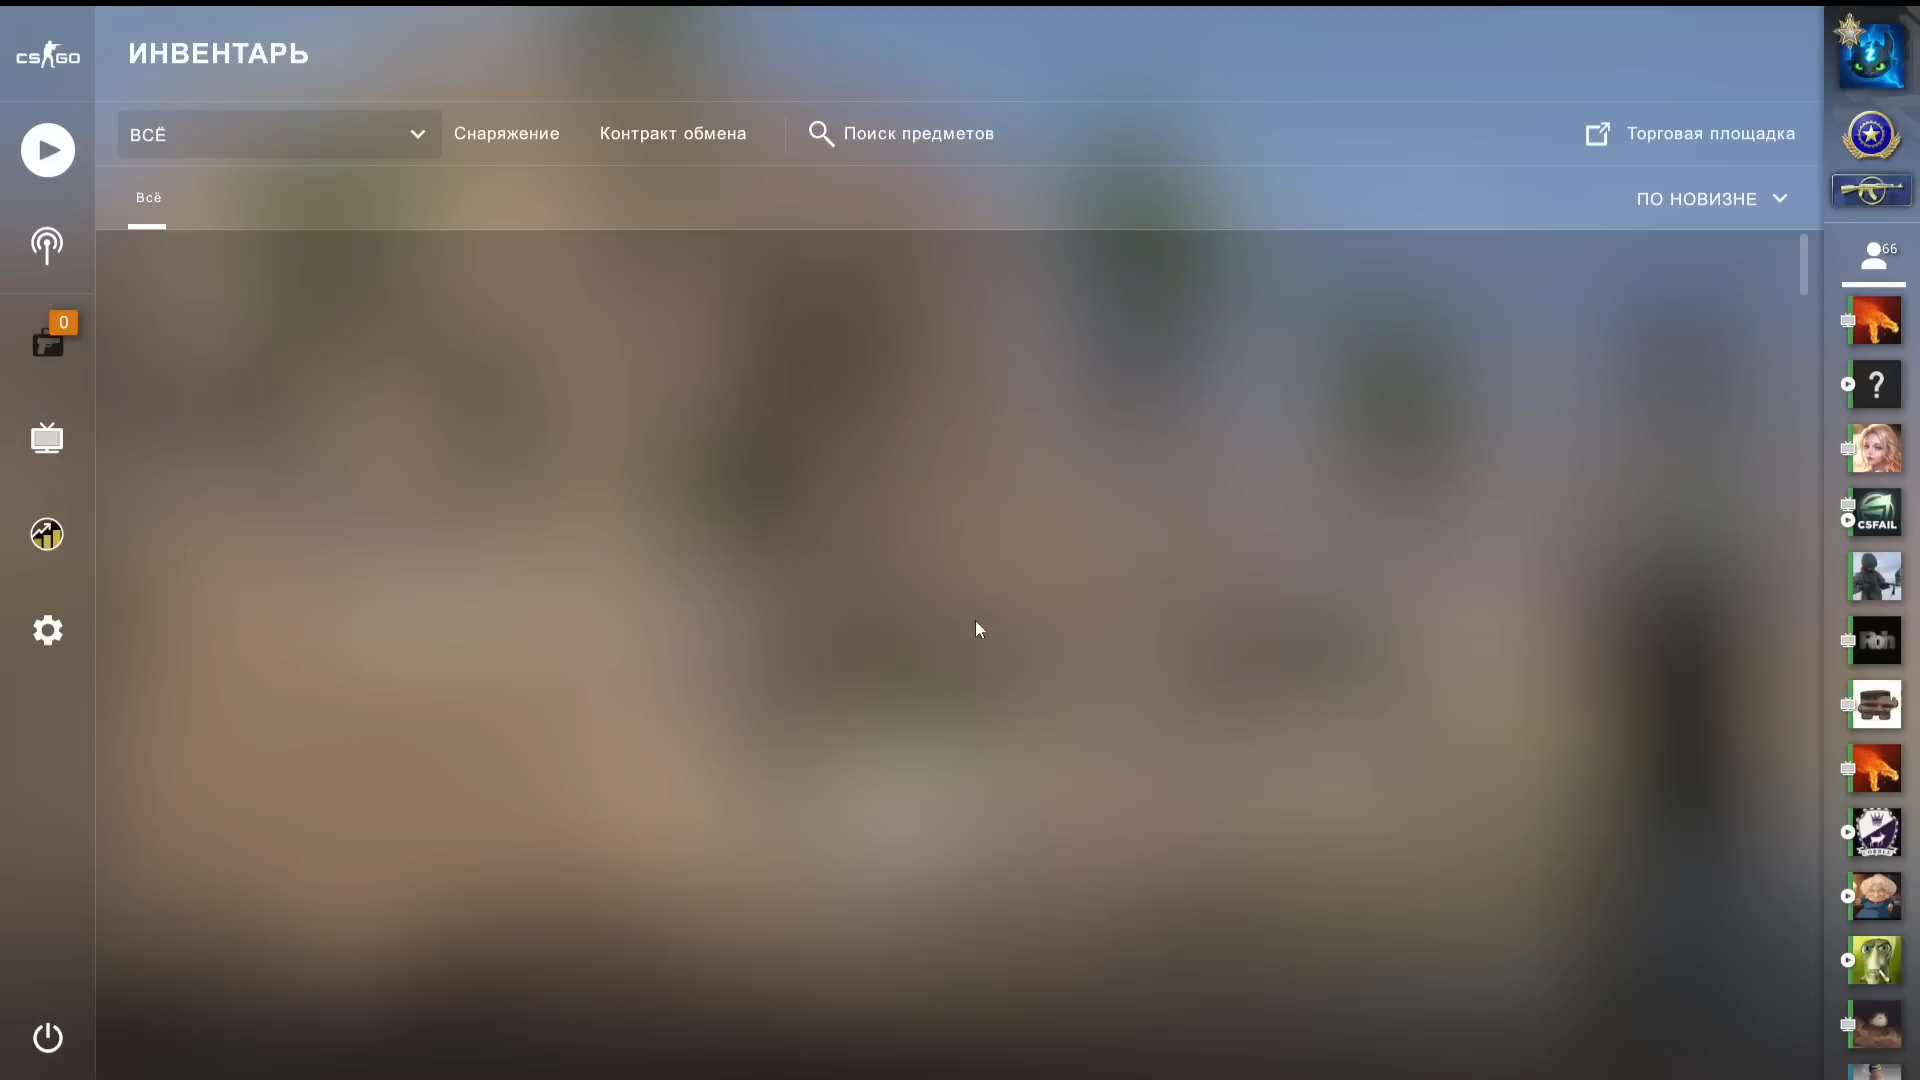 CS GO
ИНВЕНТАРЬ
ВСЁ
Снаряжение
Контракт обмена
Поиск предметов
Торговая площадка
Всё
ПО НОВИЗНЕ
66
0
?
CSFAIL